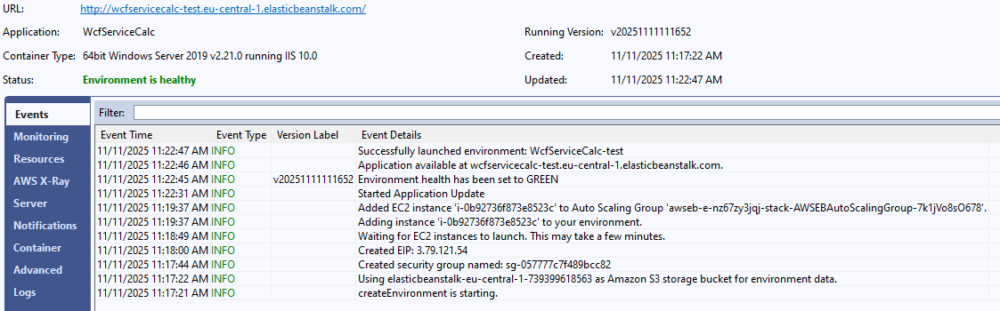 URL: http://wcfservicecalc-test.eu-central-1.elasticbeanstalk.com/
Application: WcfServiceCalc Running Version: v20251111111652
Container Type: 64bit Windows Server 2019 v2.21.0 running IIS 10.0 Created: 11/11/2025 11:17:22 AM
Status: Environment is healthy Updated: 11/11/2025 11:22:47 AM
Events
Monitoring
Resources
AWS X-Ray
Server
Notifications
Container
Advanced
Logs
Filter:
Event Time Event Type Version Label Event Details
11/11/2025 11:22:47 AM INFO Successfully launched environment: WcfServiceCalc-test
11/11/2025 11:22:46 AM INFO Application available at wcfservicecalc-test.eu-central-1.elasticbeanstalk.com.
11/11/2025 11:22:45 AM INFO v20251111111652 Environment health has been set to GREEN
11/11/2025 11:22:31 AM INFO Started Application Update
11/11/2025 11:19:37 AM INFO Added EC2 instance 'i-0b92736f873e8523c' to Auto Scaling Group 'awseb-e-nz67zy3jqj-stack-AWSEBAutoScalingGroup-7k1jVo8sO678'.
11/11/2025 11:19:37 AM INFO Adding instance 'i-0b92736f873e8523c' to your environment.
11/11/2025 11:18:49 AM INFO Waiting for EC2 instances to launch. This may take a few minutes.
11/11/2025 11:18:00 AM INFO Created EIP: 3.79.121.54
11/11/2025 11:17:44 AM INFO Created security group named: sg-057777c7f489bcc82
11/11/2025 11:17:22 AM INFO Using elasticbeanstalk-eu-central-1-739399618563 as Amazon S3 storage bucket for environment data.
11/11/2025 11:17:21 AM INFO createEnvironment is starting.